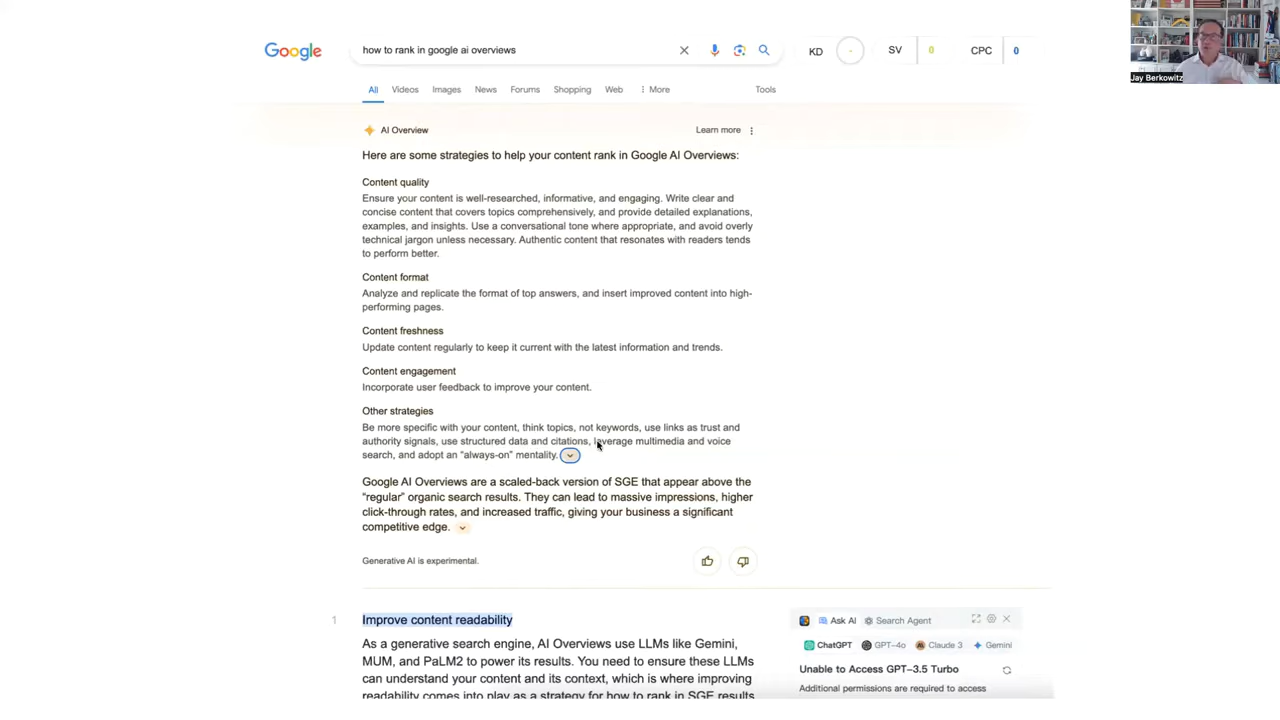 Google
how to rank in google ai overviews
KD
-
SV
0
CPC
0
Jay Berkowitz
All
Videos
Images
News
Forums
Shopping
Web
More
Tools
AI Overview
Learn more
Here are some strategies to help your content rank in Google AI Overviews:
Content quality
Ensure your content is well-researched, informative, and engaging. Write clear and
concise content that covers topics comprehensively, and provide detailed explanations,
examples, and insights. Use a conversational tone where appropriate, and avoid overly
technical jargon unless necessary. Authentic content that resonates with readers tends
to perform better.
Content format
Analyze and replicate the format of top answers, and insert improved content into high-
performing pages.
Content freshness
Update content regularly to keep it current with the latest information and trends.
Content engagement
Incorporate user feedback to improve your content.
Other strategies
Be more specific with your content, think topics, not keywords, use links as trust and
authority signals, use structured data and citations, leverage multimedia and voice
search, and adopt an “always-on” mentality.
Google AI Overviews are a scaled-back version of SGE that appear above the
“regular” organic search results. They can lead to massive impressions, higher
click-through rates, and increased traffic, giving your business a significant
competitive edge.
Generative AI is experimental.
1
Improve content readability
As a generative search engine, AI Overviews use LLMs like Gemini,
MUM, and PaLM2 to power its results. You need to ensure these LLMs
can understand your content and its context, which is where improving
readability comes into play as a strategy for how to rank in SGE results
Ask AI
Search Agent
ChatGPT
GPT-4o
Claude 3
Gemini
Unable to Access GPT-3.5 Turbo
Additional permissions are required to access